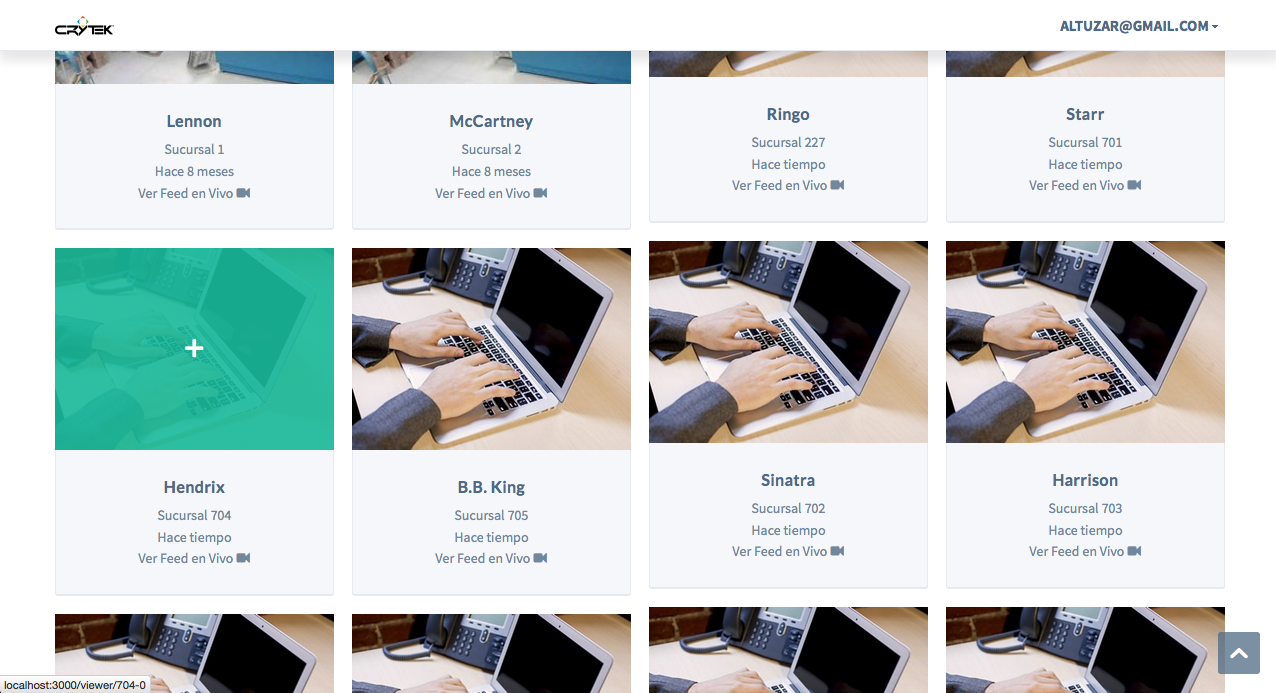 CRYTEK
ALTUZAR@GMAIL.COM
Lennon
Sucursal 1
Hace 8 meses
Ver Feed en Vivo
McCartney
Sucursal 2
Hace 8 meses
Ver Feed en Vivo
Ringo
Sucursal 227
Hace tiempo
Ver Feed en Vivo
Starr
Sucursal 701
Hace tiempo
Ver Feed en Vivo
Hendrix
Sucursal 704
Hace tiempo
Ver Feed en Vivo
B.B. King
Sucursal 705
Hace tiempo
Ver Feed en Vivo
Sinatra
Sucursal 702
Hace tiempo
Ver Feed en Vivo
Harrison
Sucursal 703
Hace tiempo
Ver Feed en Vivo
localhost:3000/viewer/704-0